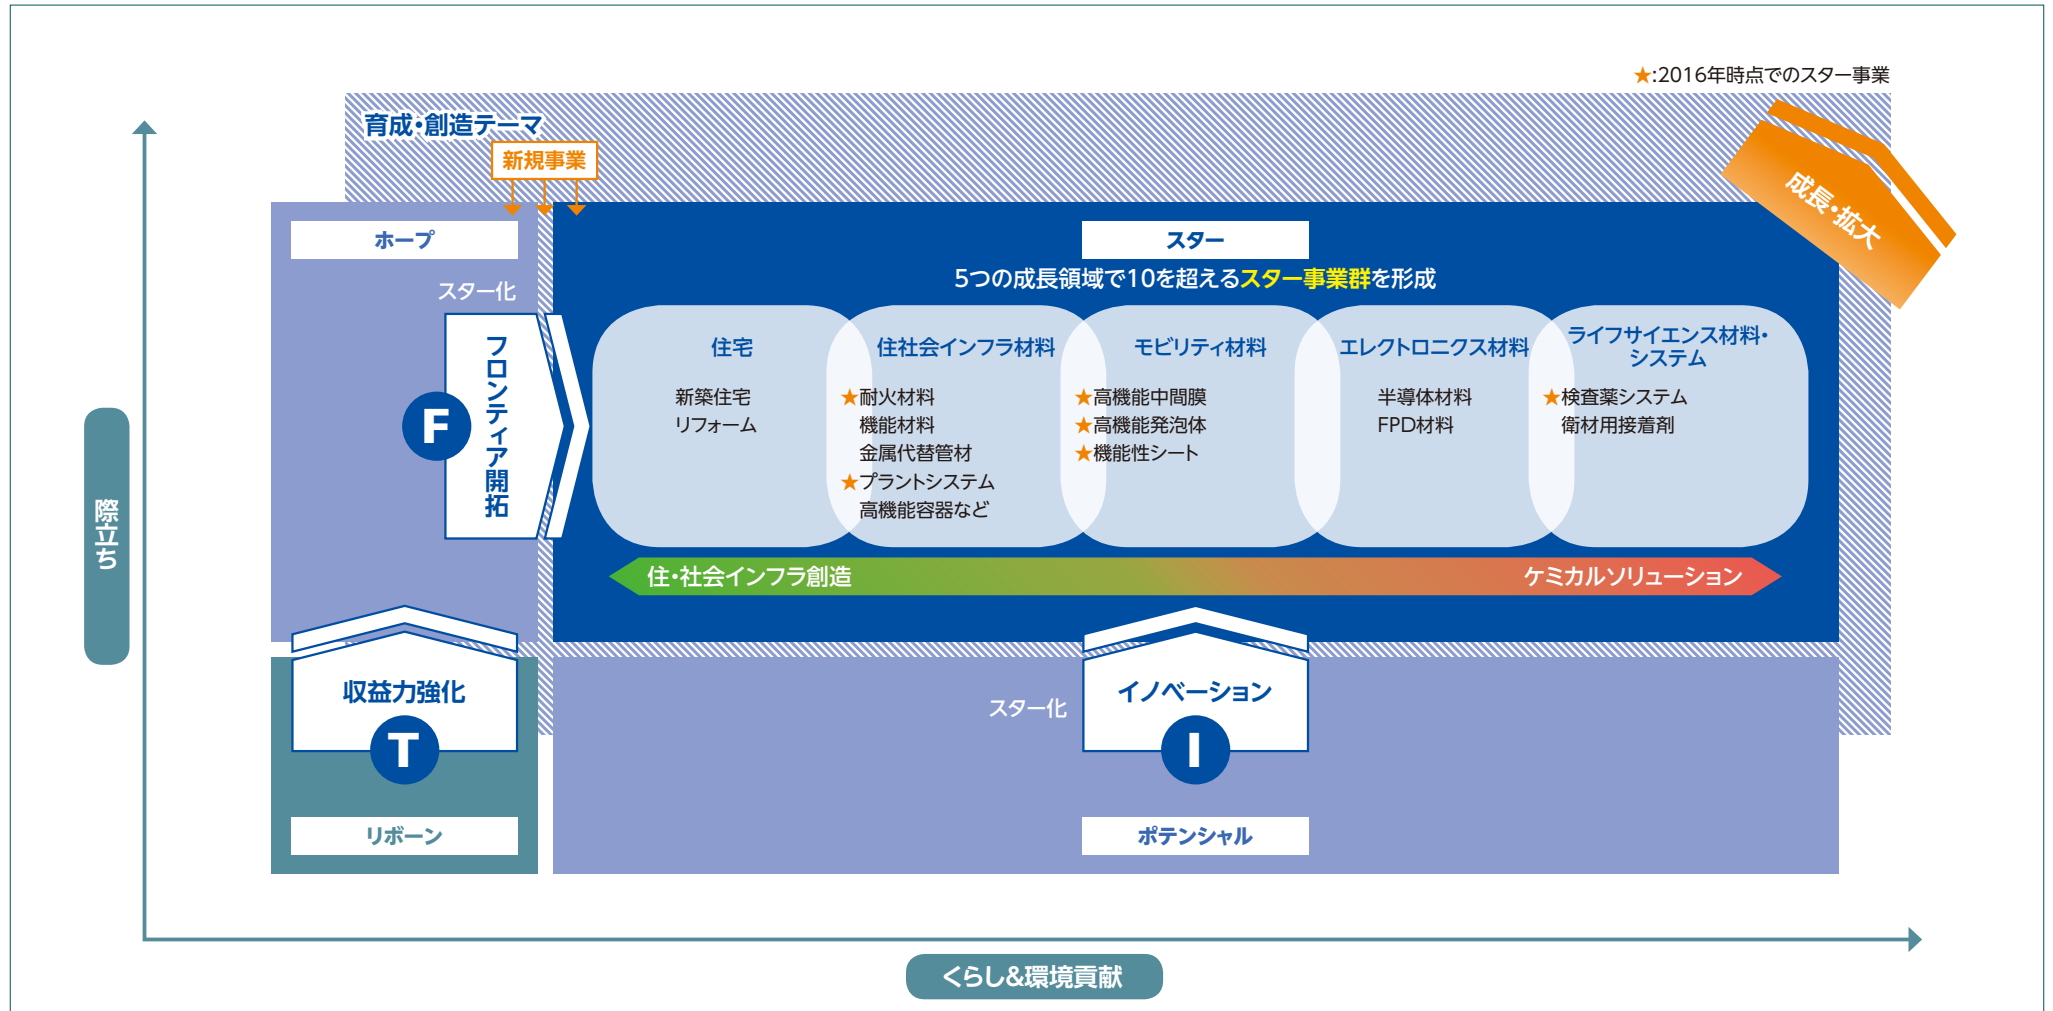 ★:2016年時点でのスター事業
育成・創造テーマ
新規事業
成長・拡大
ホープ
スター
スター化
5つの成長領域で10を超えるスター事業群を形成
フロンティア開拓
F
住宅
新築住宅
リフォーム
住社会インフラ材料
★耐火材料
機能材料
金属代替管材
★プラントシステム
高機能容器など
モビリティ材料
★高機能中間膜
★高機能発泡体
★機能性シート
エレクトロニクス材料
半導体材料
FPD材料
ライフサイエンス材料・
システム
★検査薬システム
衛材用接着剤
住・社会インフラ創造
ケミカルソリューション
際立ち
収益力強化
T
リボーン
スター化
イノベーション
I
ポテンシャル
くらし&環境貢献